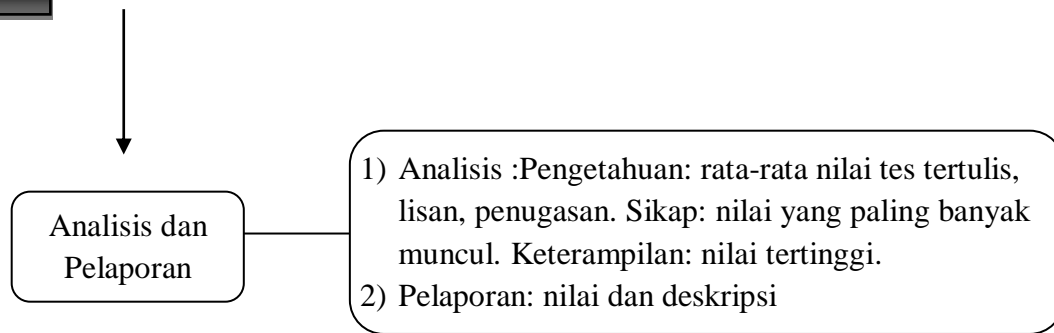 Analisis dan
Pelaporan
1) Analisis :Pengetahuan: rata-rata nilai tes tertulis,
lisan, penugasan. Sikap: nilai yang paling banyak
muncul. Keterampilan: nilai tertinggi.
2) Pelaporan: nilai dan deskripsi